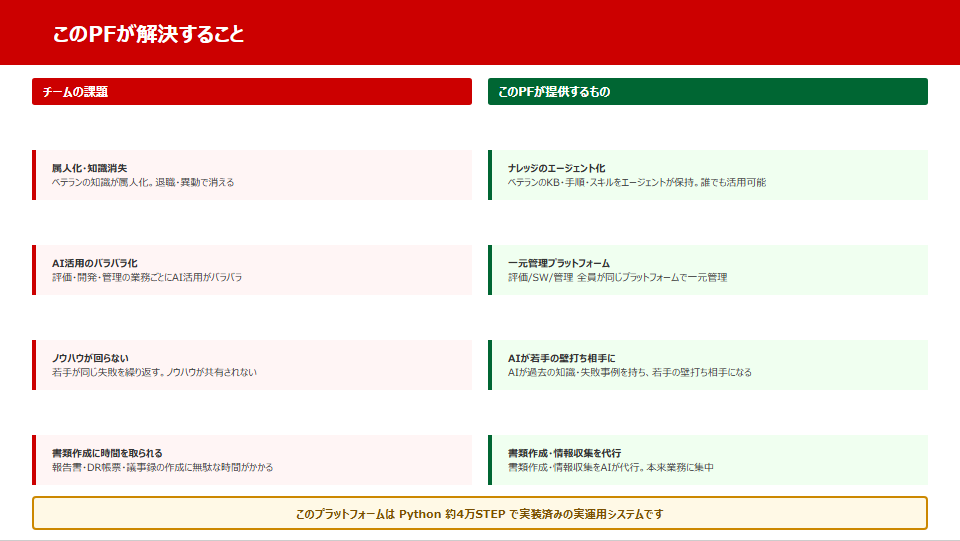 このPFが解決すること
チームの課題
このPFが提供するもの
属人化・知識消失
ベテランの知識が属人化。退職・異動で消える
ナレッジのエージェント化
ベテランのKB・手順・スキルをエージェントが保持。誰でも活用可能
AI活用のバラバラ化
評価・開発・管理の業務ごとにAI活用がバラバラ
一元管理プラットフォーム
評価/SW/管理 全員が同じプラットフォームで一元管理
ノウハウが回らない
若手が同じ失敗を繰り返す。ノウハウが共有されない
AIが若手の壁打ち相手に
AIが過去の知識・失敗事例を持ち、若手の壁打ち相手になる
書類作成に時間を取られる
報告書・DR帳票・議事録の作成に無駄な時間がかかる
書類作成・情報収集を代行
書類作成・情報収集をAIが代行。本来業務に集中
このプラットフォームは Python 約4万STEP で実装済みの実運用システムです